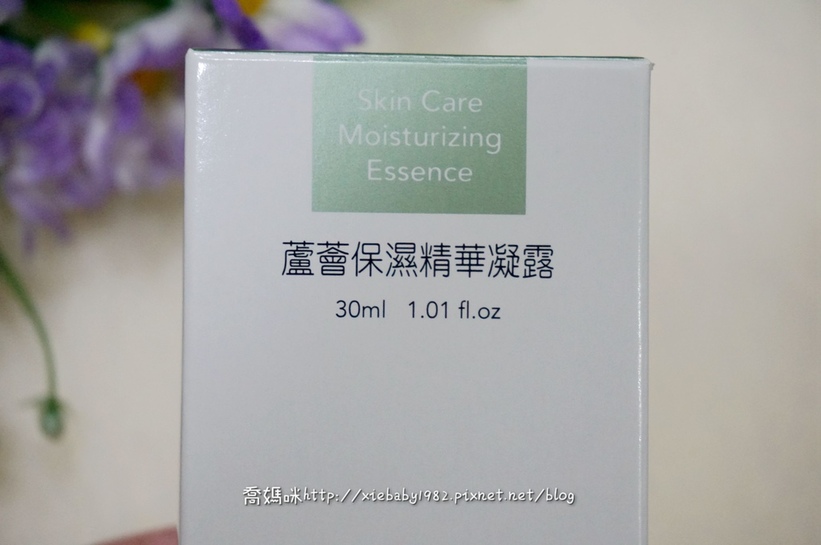 Skin Care
Moisturizing
Essence
蘆薈保濕精華凝露
30ml 1.01 fl.oz
喬媽咪http://xiebaby1982.pixnet.net/blog